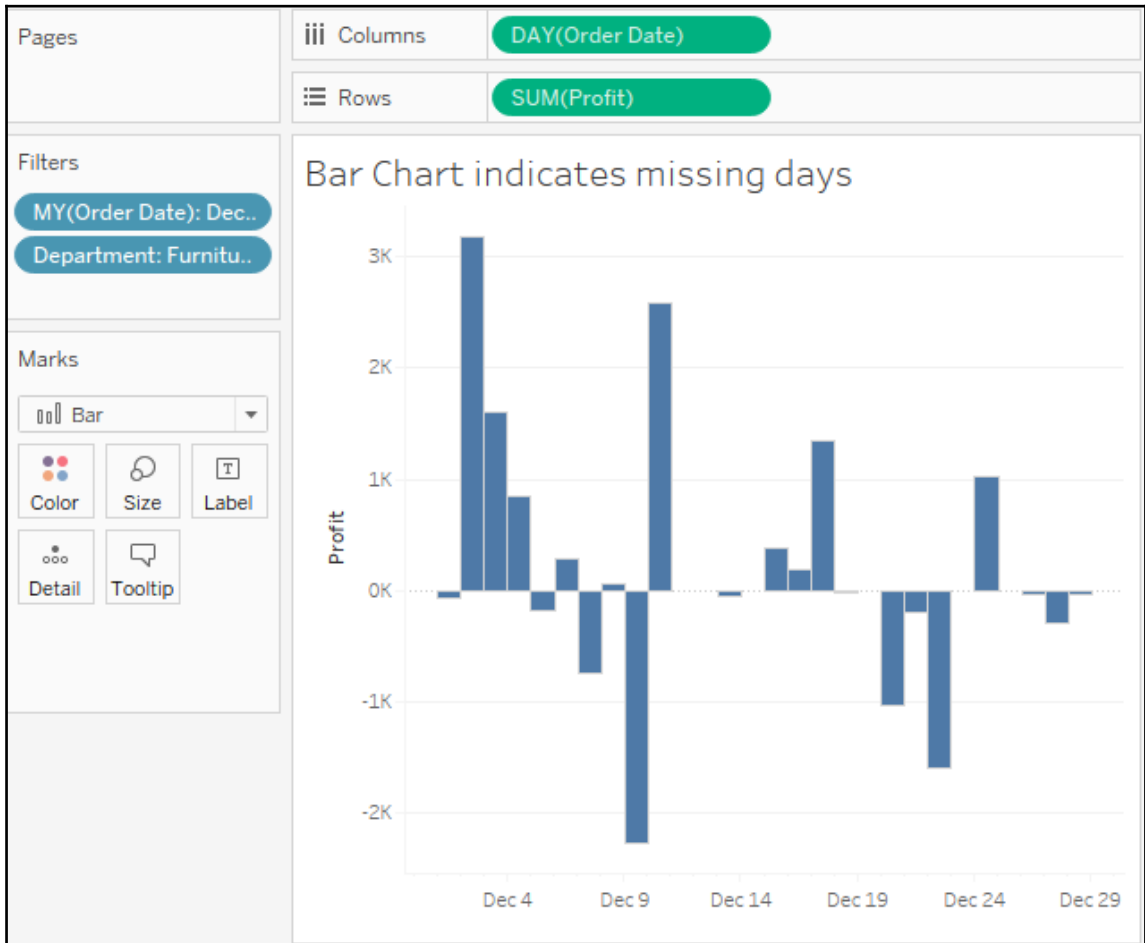 Pages
Columns
DAY(Order Date)
Rows
SUM(Profit)
Filters
MY(Order Date): Dec..
Department: Furnitu..
Marks
Bar
Color
Size
T
Label
Detail
Tooltip
Bar Chart indicates missing days
Profit
3K
2K
1K
0K
-1K
-2K
Dec 4 Dec 9 Dec 14 Dec 19 Dec 24 Dec 29